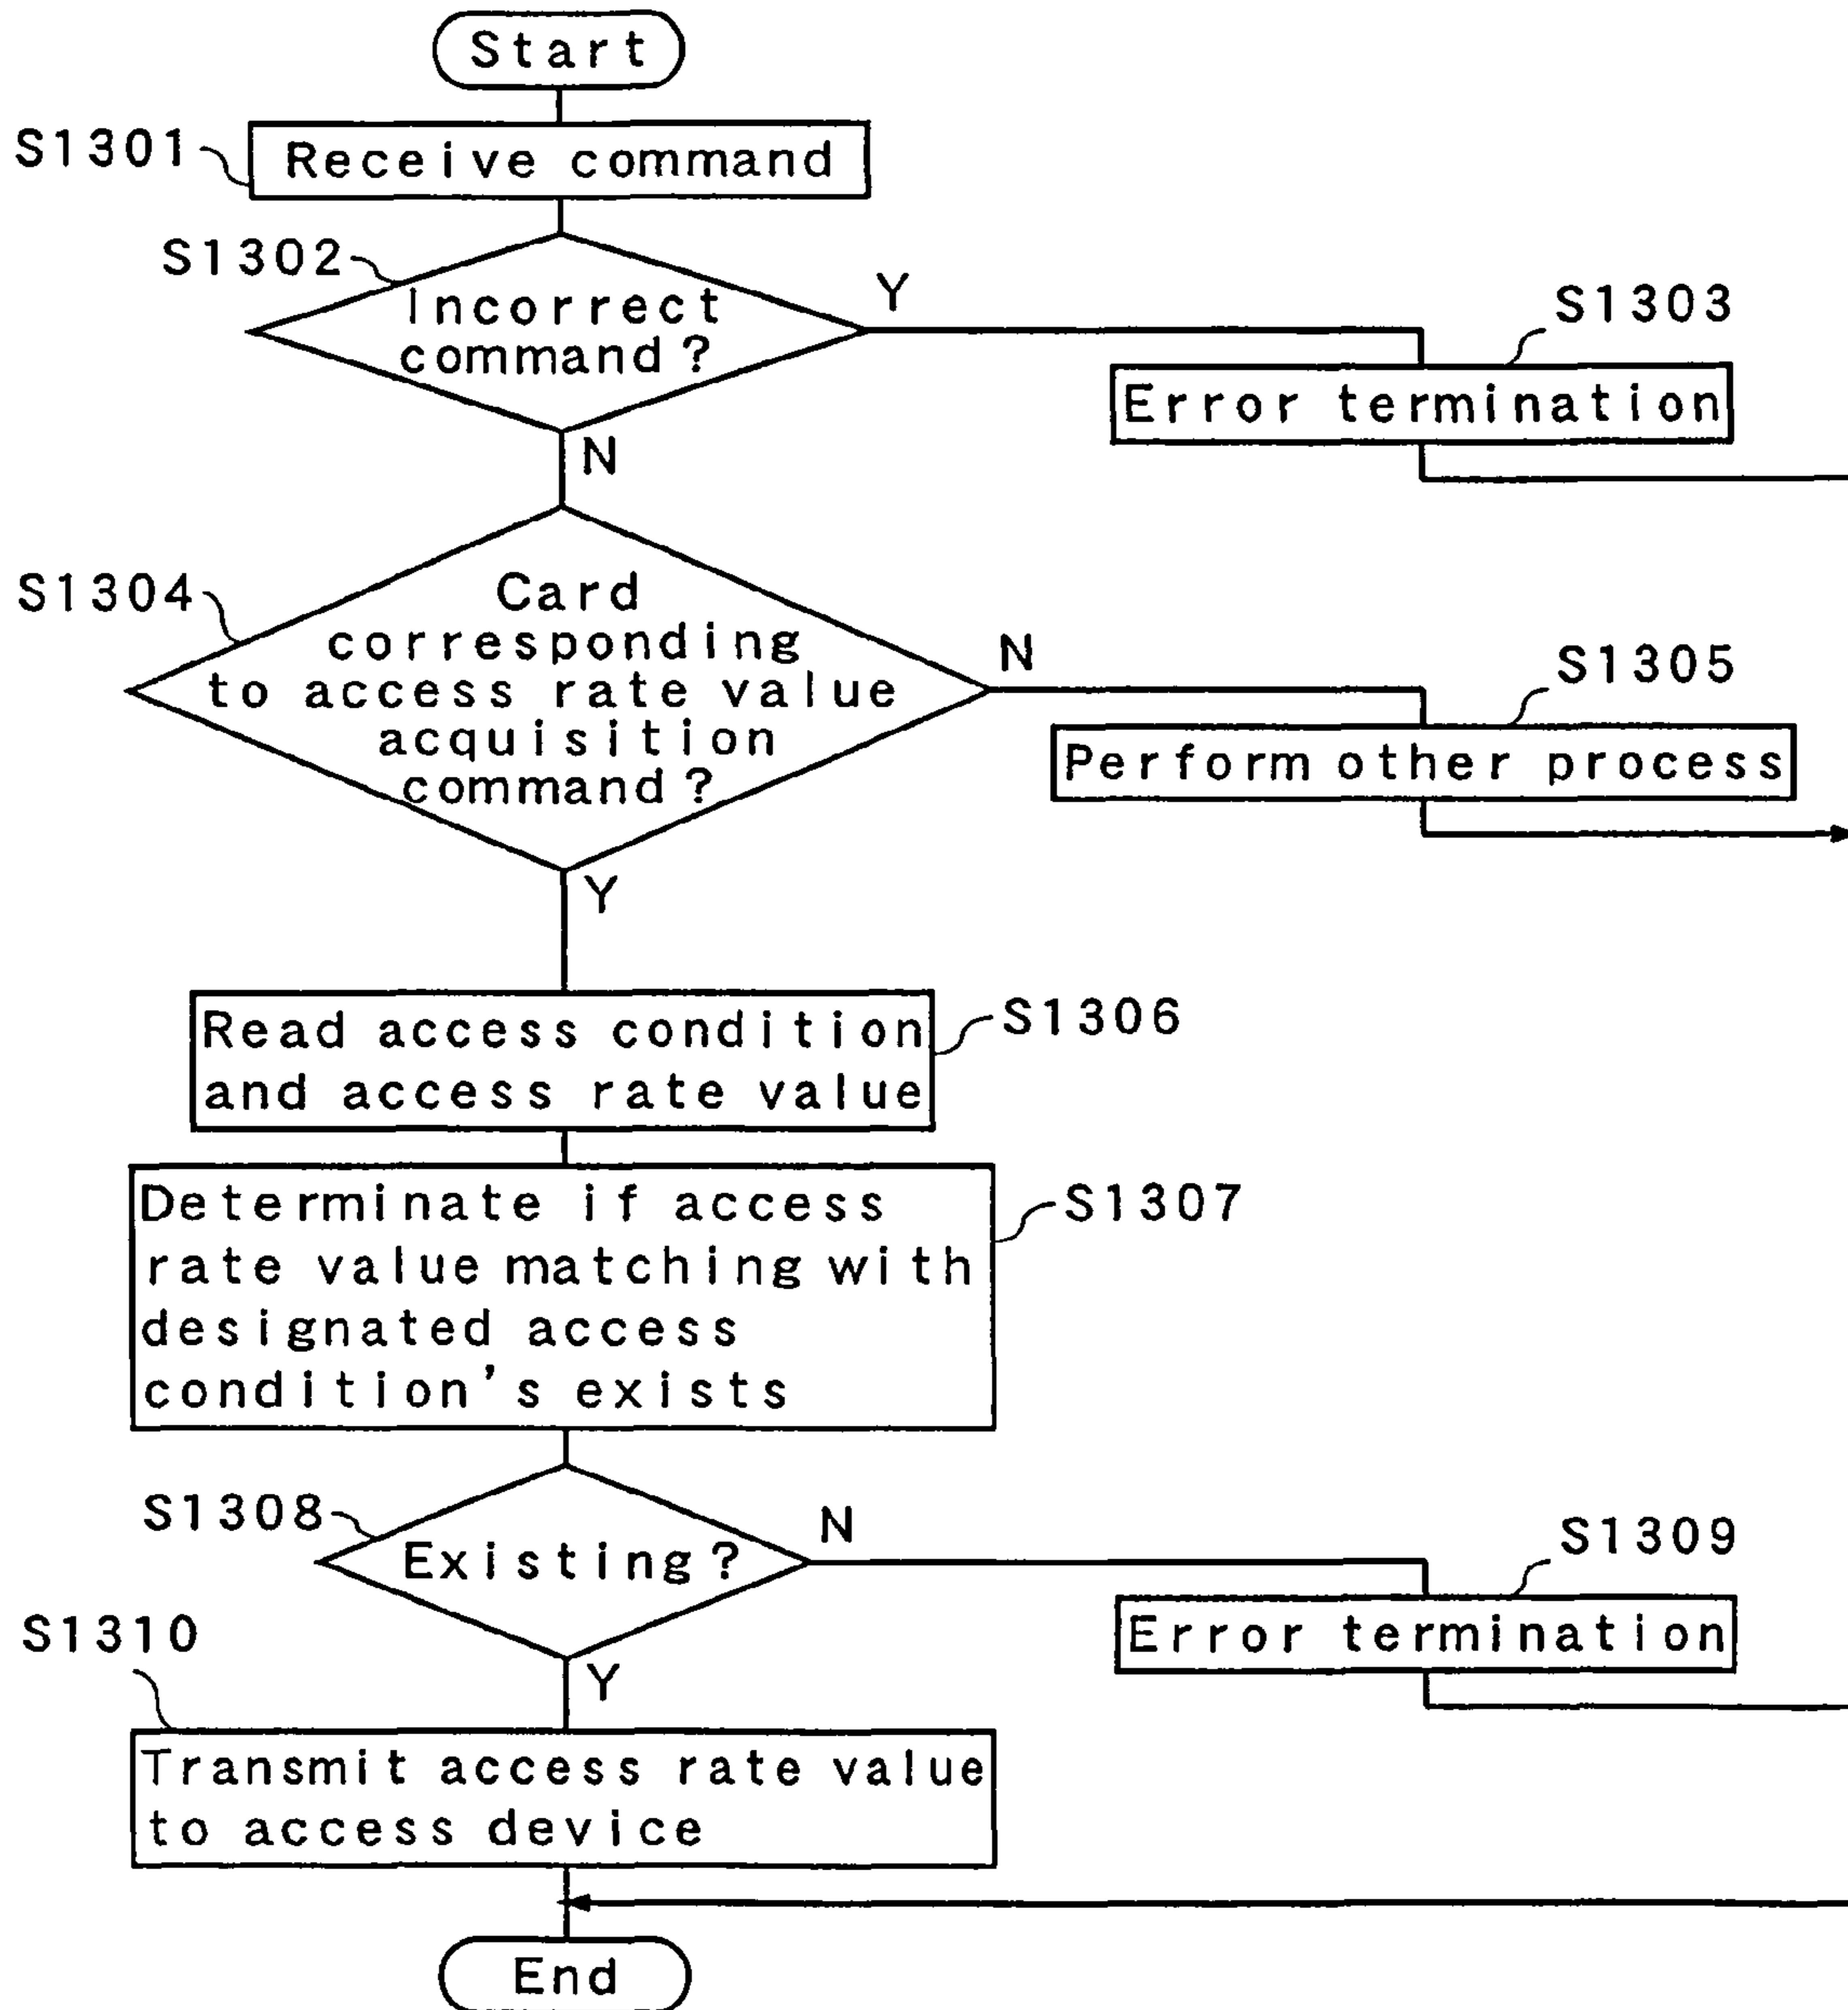 Start
S1301
Receive command
S1302
Incorrect
command?
Y
S1303
Error termination
N
S1304
Card
corresponding
to access rate value
acquisition
command?
N
S1305
Perform other process
Y
Read access condition
and access rate value
S1306
Determinate if access
rate value matching with
designated access
condition's exists
S1307
S1308
Existing?
N
S1309
Error termination
Y
S1310
Transmit access rate value
to access device
End